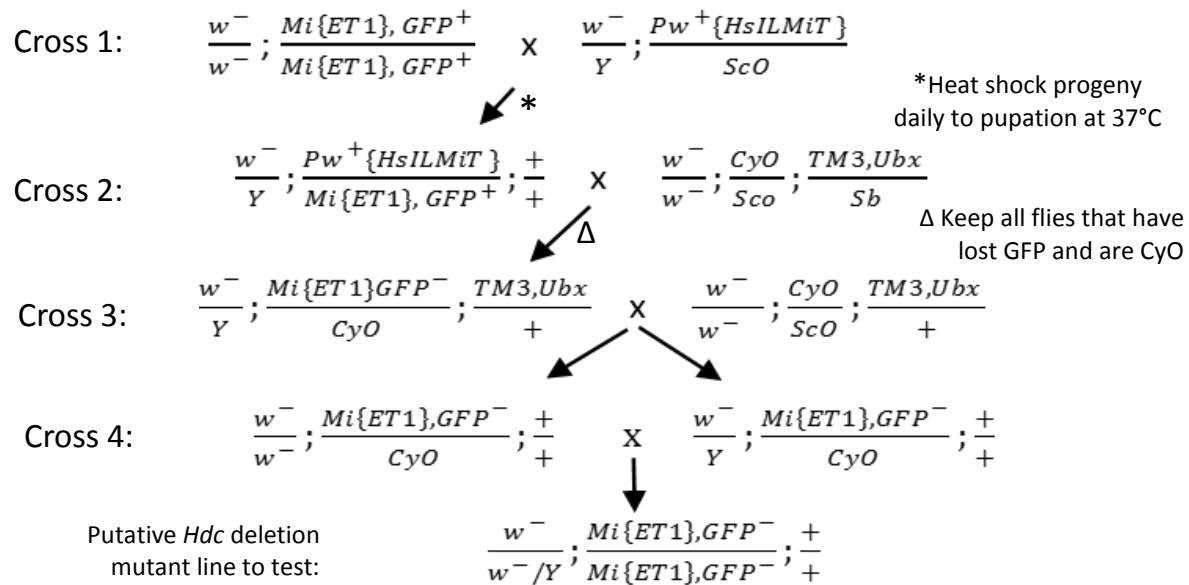 Cross 1: w⁻/w⁻ ; Mi{ET1}, GFP⁺/Mi{ET1}, GFP⁺ x w⁻/Y ; Pw⁺{HsILMiT}/ScO
*Heat shock progeny
daily to pupation at 37°C
*
Cross 2: w⁻/Y ; Pw⁺{HsILMiT}/Mi{ET1}, GFP⁺ ; +/+ x w⁻/w⁻ ; CyO/Sco ; TM3,Ubx/Sb
Δ Keep all flies that have
lost GFP and are CyO
Δ
Cross 3: w⁻/Y ; Mi{ET1}GFP⁻/CyO ; TM3,Ubx/+ x w⁻/w⁻ ; CyO/ScO ; TM3,Ubx/+
Cross 4: w⁻/w⁻ ; Mi{ET1},GFP⁻/CyO ; +/+ x w⁻/Y ; Mi{ET1},GFP⁻/CyO ; +/+
Putative Hdc deletion
mutant line to test:
w⁻/w⁻/Y ; Mi{ET1},GFP⁻/Mi{ET1},GFP⁻ ; +/+